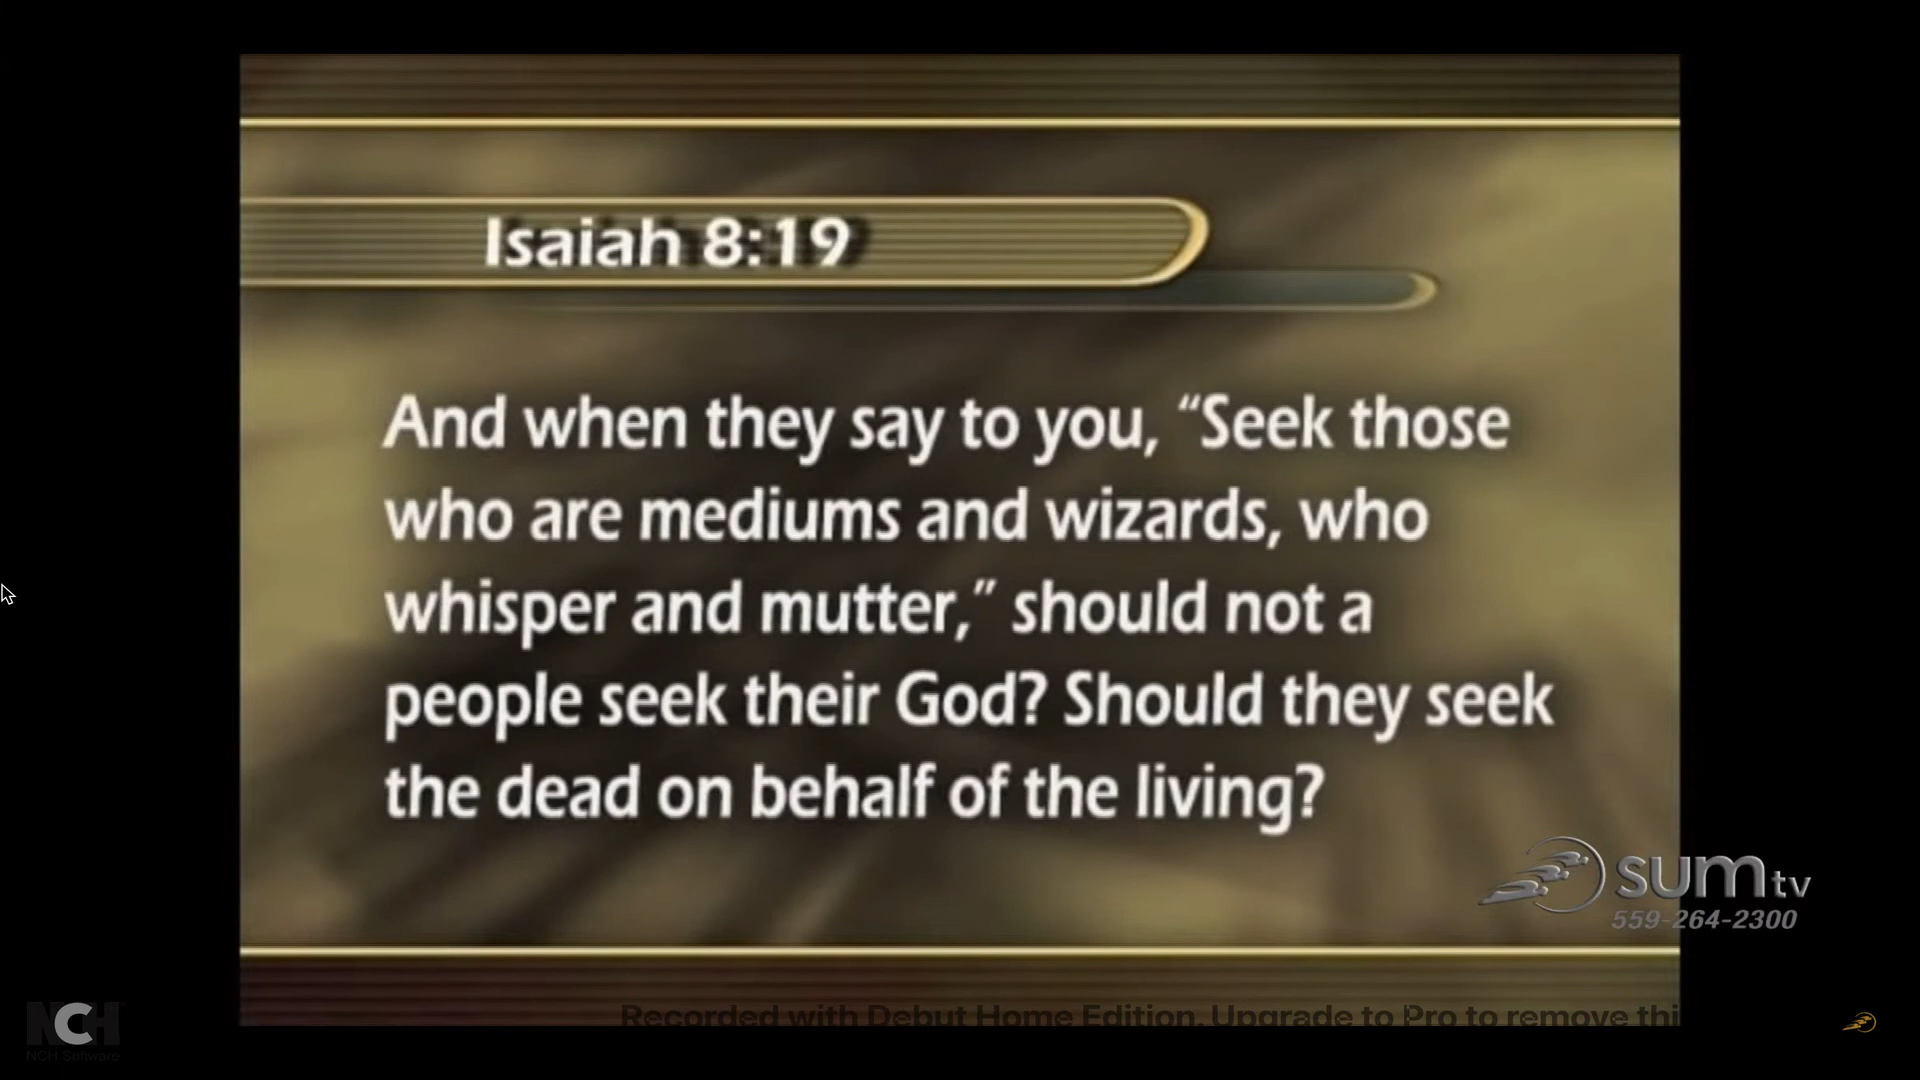 Isaiah 8:19
And when they say to you, “Seek those
who are mediums and wizards, who
whisper and mutter,” should not a
people seek their God? Should they seek
the dead on behalf of the living?
sumtv
559-264-2300
NCH
NCH Software
Recorded with Debut Home Edition. Upgrade to Pro to remove thi